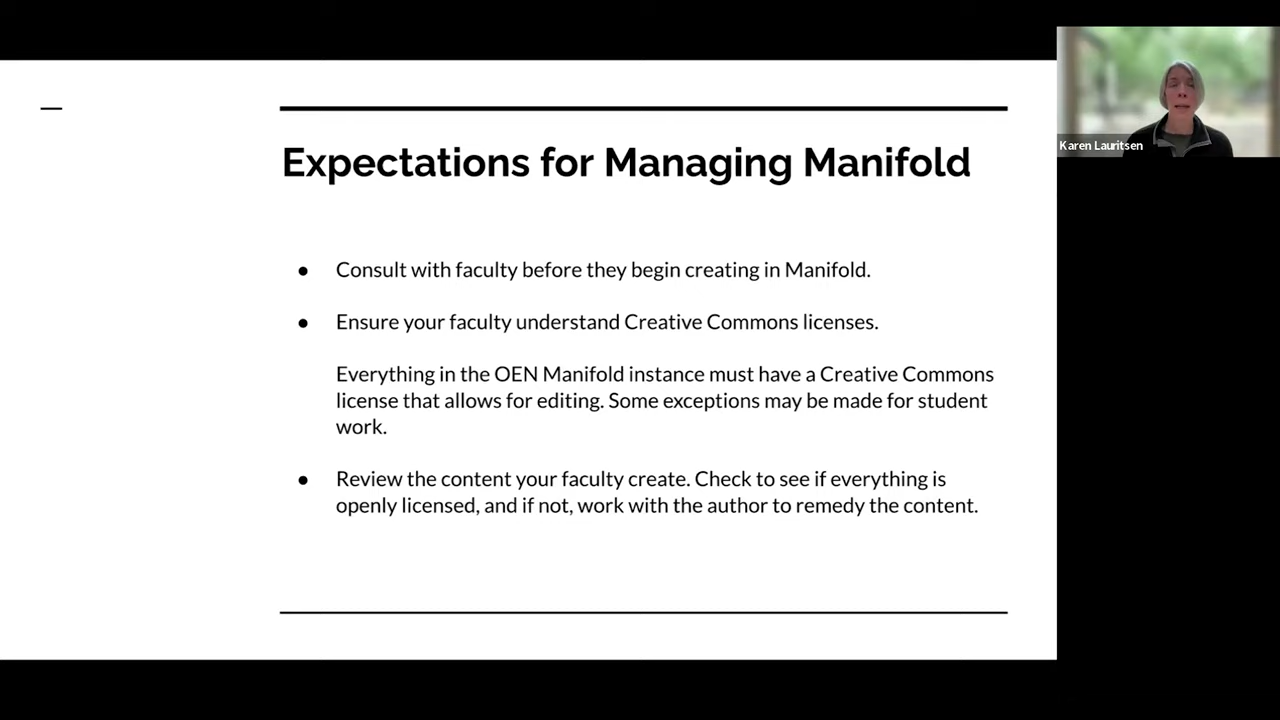 Expectations for Managing Manifold
● Consult with faculty before they begin creating in Manifold.
● Ensure your faculty understand Creative Commons licenses.
Everything in the OEN Manifold instance must have a Creative Commons
license that allows for editing. Some exceptions may be made for student
work.
● Review the content your faculty create. Check to see if everything is
openly licensed, and if not, work with the author to remedy the content.
Karen Lauritsen